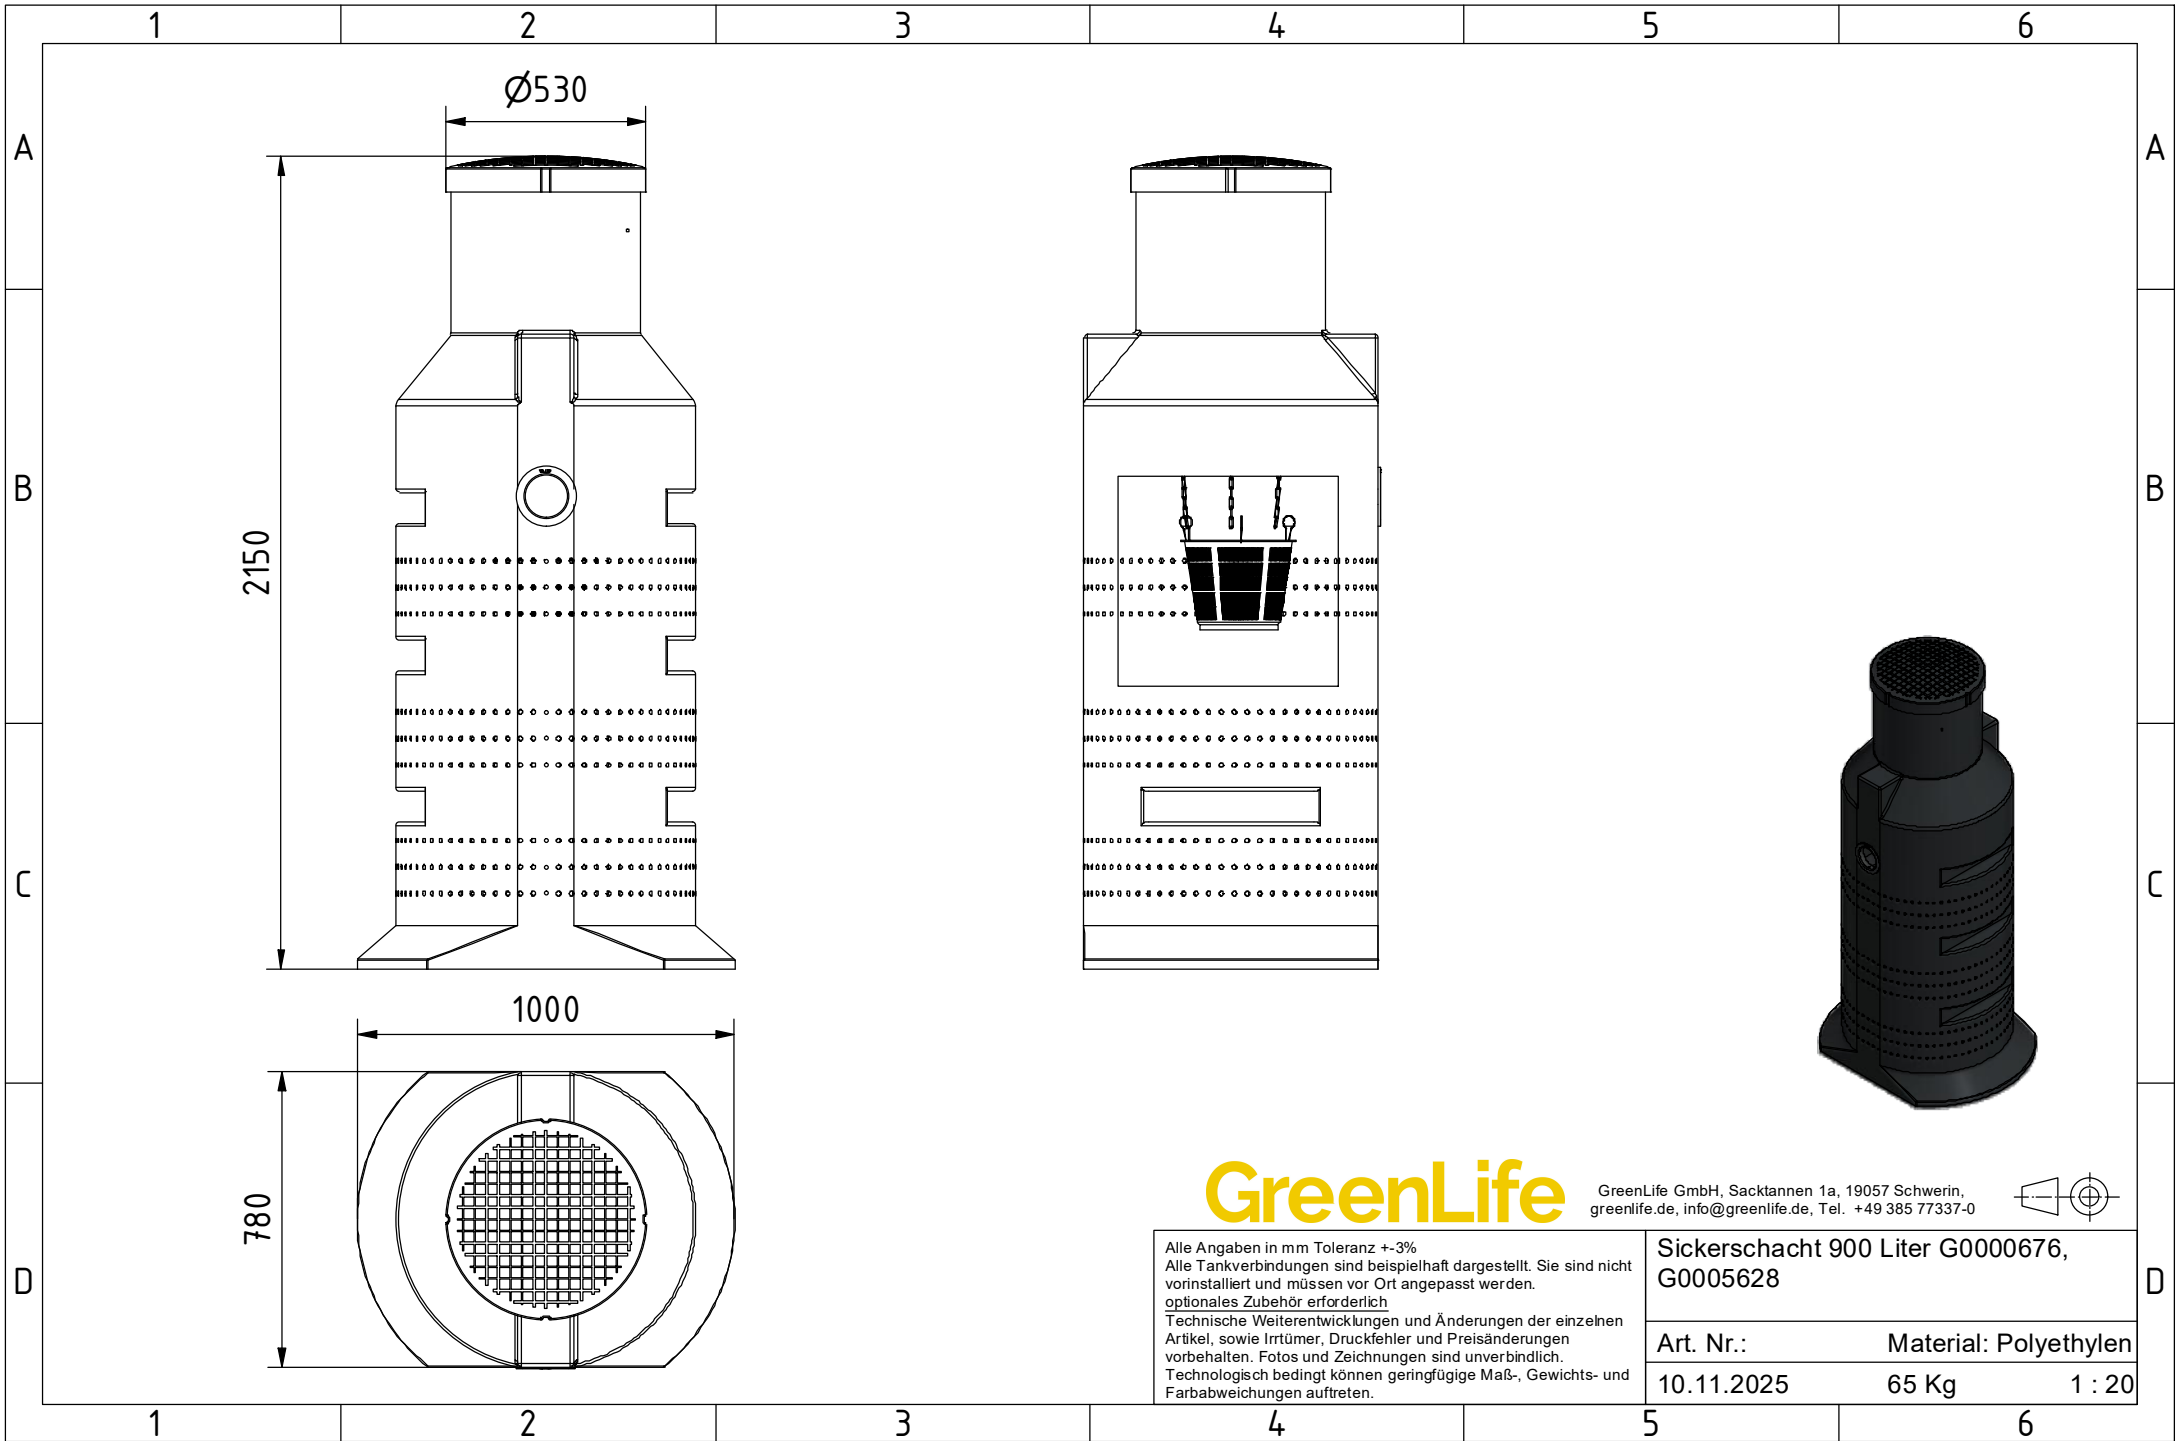 1 2 3 4 5 6
A A
Ø530
B B
2150
C C
1000
780
D D
GreenLife
GreenLife GmbH, Sacktannen 1a, 19057 Schwerin,
greenlife.de, info@greenlife.de, Tel. +49 385 77337-0
Alle Angaben in mm Toleranz +-3%
Alle Tankverbindungen sind beispielhaft dargestellt. Sie sind nicht
vorinstalliert und müssen vor Ort angepasst werden.
optionales Zubehör erforderlich
Technische Weiterentwicklungen und Änderungen der einzelnen
Artikel, sowie Irrtümer, Druckfehler und Preisänderungen
vorbehalten. Fotos und Zeichnungen sind unverbindlich.
Technologisch bedingt können geringfügige Maß-, Gewichts- und
Farbabweichungen auftreten.
Sickerschacht 900 Liter G0000676,
G0005628
Art. Nr.: Material: Polyethylen
10.11.2025 65 Kg 1 : 20
1 2 3 4 5 6